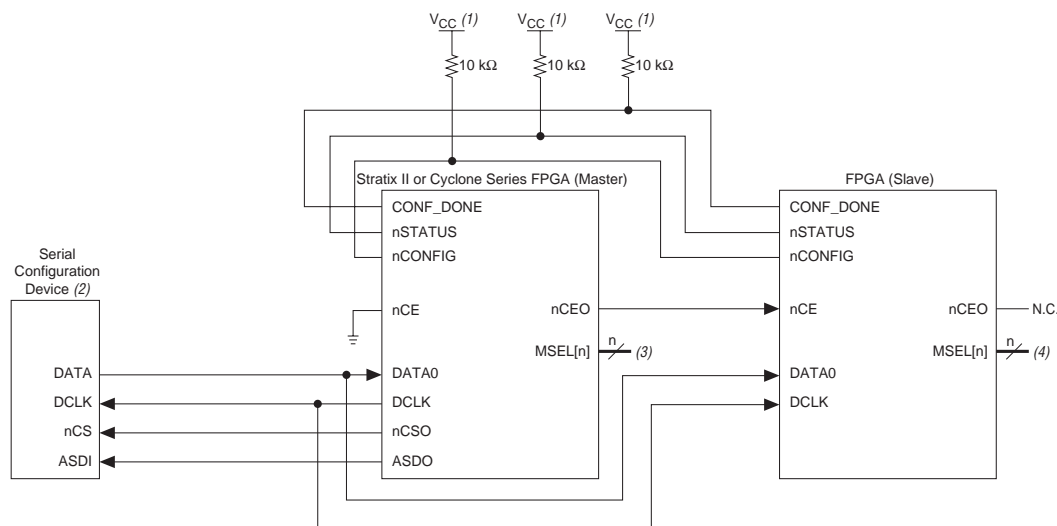 VCC (1) VCC (1) VCC (1)
10 kΩ 10 kΩ 10 kΩ
Stratix II or Cyclone Series FPGA (Master)
FPGA (Slave)
CONF_DONE
nSTATUS
nCONFIG
nCE
nCEO
MSEL[n]
n
(3)
DATA0
DCLK
nCSO
ASDO
CONF_DONE
nSTATUS
nCONFIG
nCE
nCEO
N.C.
MSEL[n]
n
(4)
DATA0
DCLK
Serial
Configuration
Device (2)
DATA
DCLK
nCS
ASDI